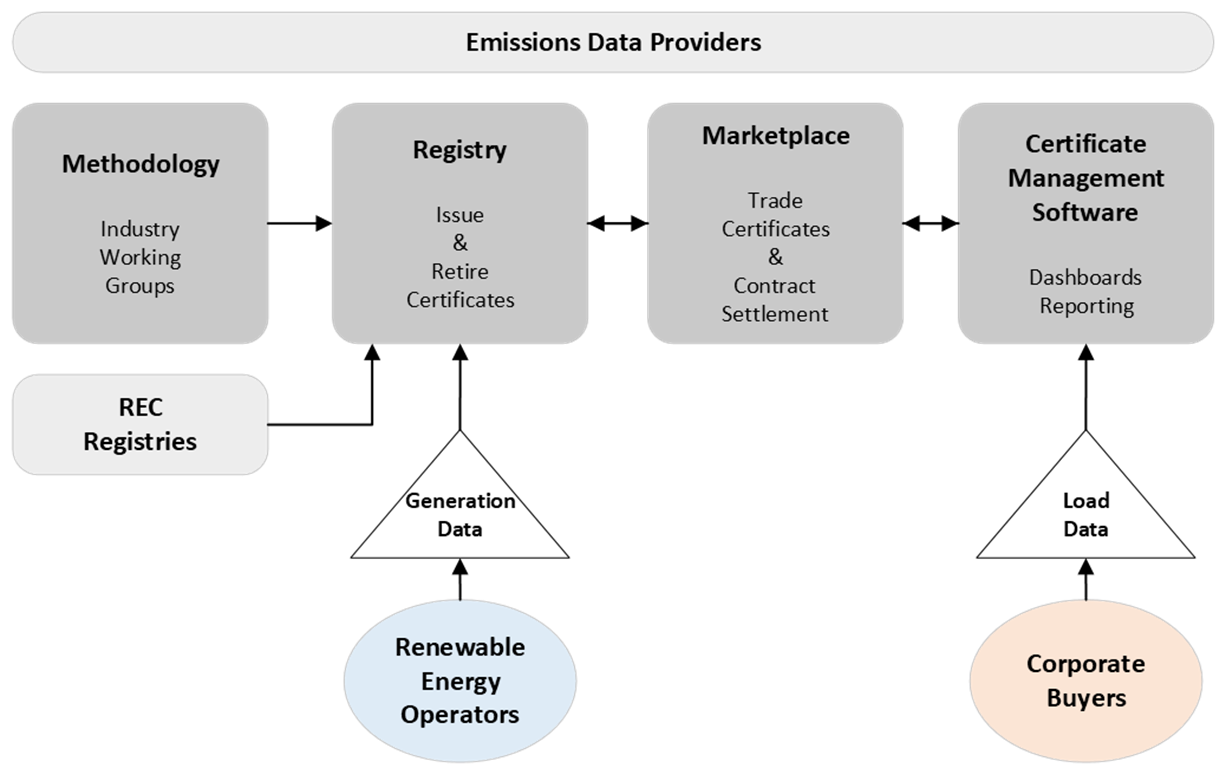 Emissions Data Providers
Methodology
Industry
Working
Groups
Registry
Issue
&
Retire
Certificates
Marketplace
Trade
Certificates
&
Contract
Settlement
Certificate
Management
Software
Dashboards
Reporting
REC
Registries
Generation
Data
Load
Data
Renewable
Energy
Operators
Corporate
Buyers